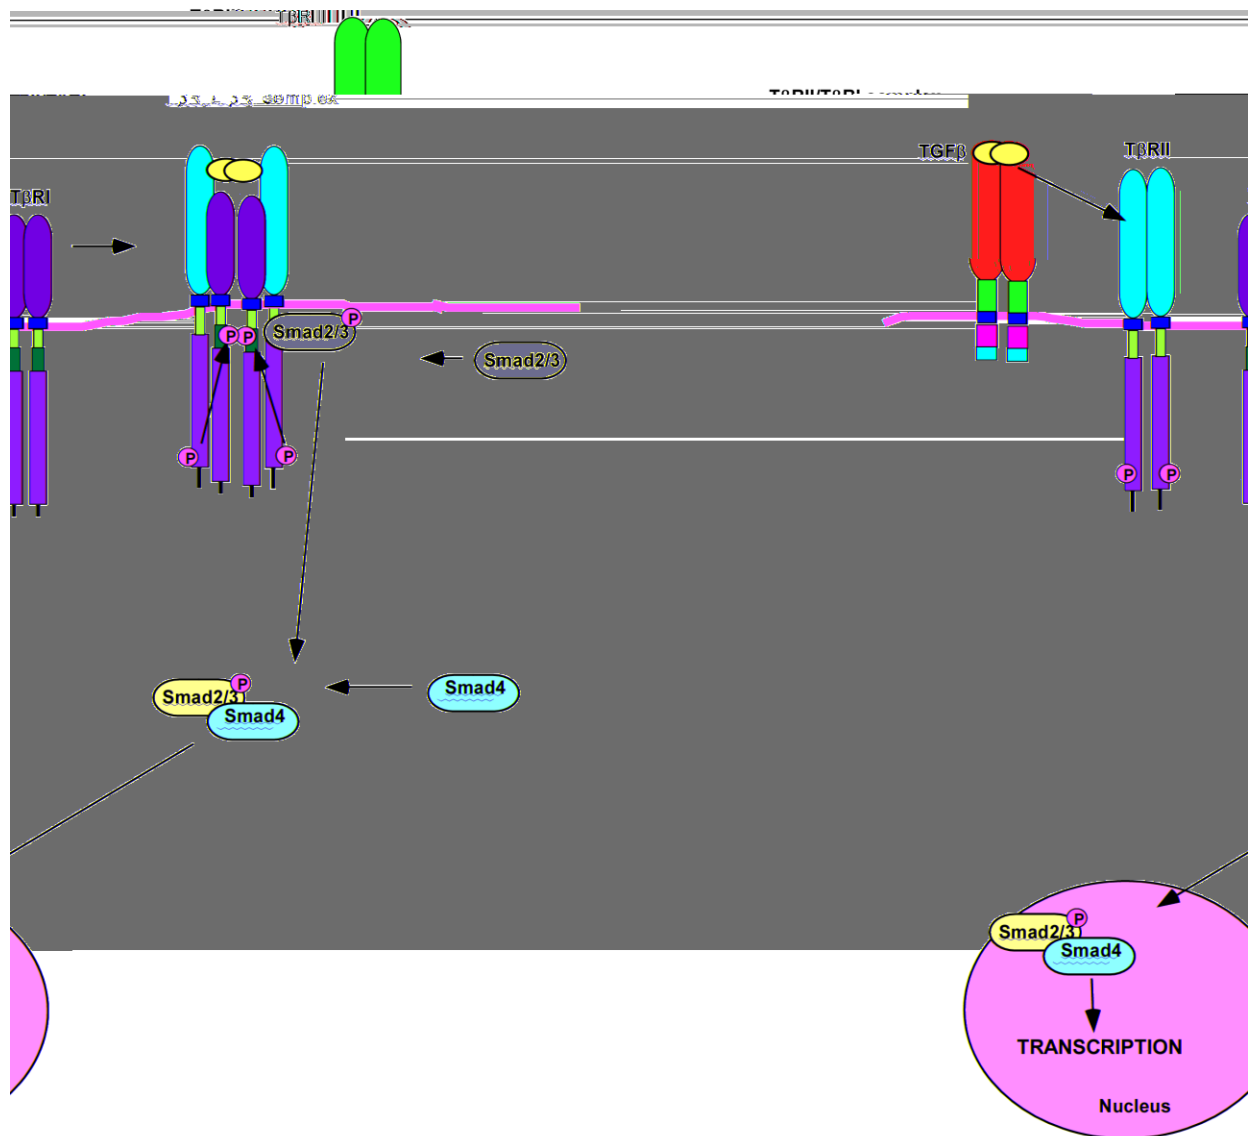 TGFβ
TβRII
TβRI
P
P
Smad2/3
P
Smad2/3
P
P
P
P
Smad2/3
P
Smad4
Smad4
Smad2/3
P
Smad4
TRANSCRIPTION
Nucleus